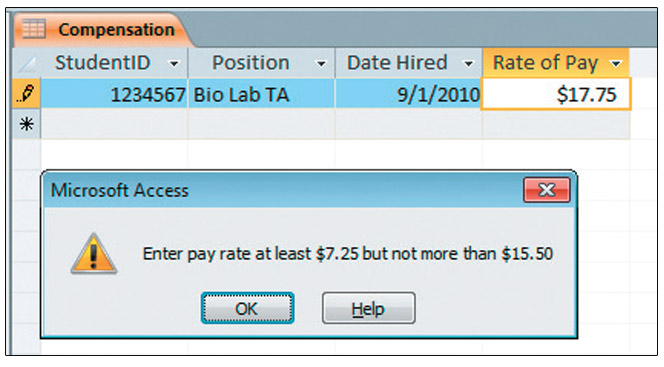 Compensation
StudentID Position Date Hired Rate of Pay
1234567 Bio Lab TA 9/1/2010 $17.75
Microsoft Access
Enter pay rate at least $7.25 but not more than $15.50
OK Help